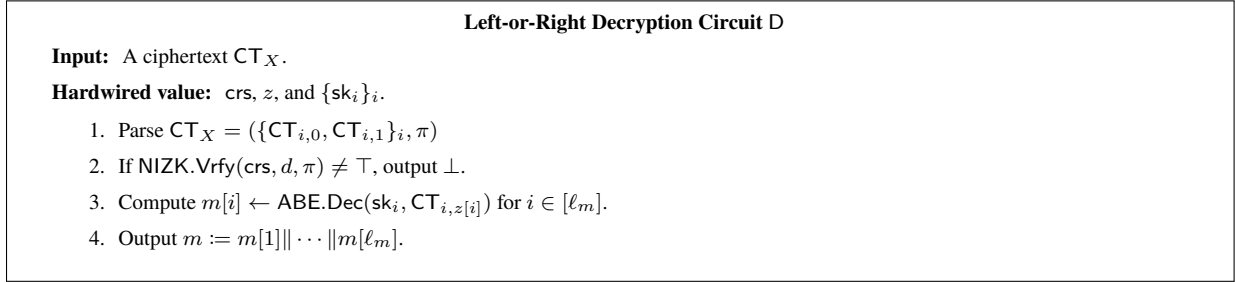 Left-or-Right Decryption Circuit D
Input: A ciphertext CT_X.
Hardwired value: crs, z, and {sk_i}_i.
1. Parse CT_X = ({CT_{i,0}, CT_{i,1}}_i, π)
2. If NIZK.Vrfy(crs, d, π) ≠ ⊤, output ⊥.
3. Compute m[i] ← ABE.Dec(sk_i, CT_{i,z[i]}) for i ∈ [ℓ_m].
4. Output m := m[1]‖ ⋯ ‖m[ℓ_m].